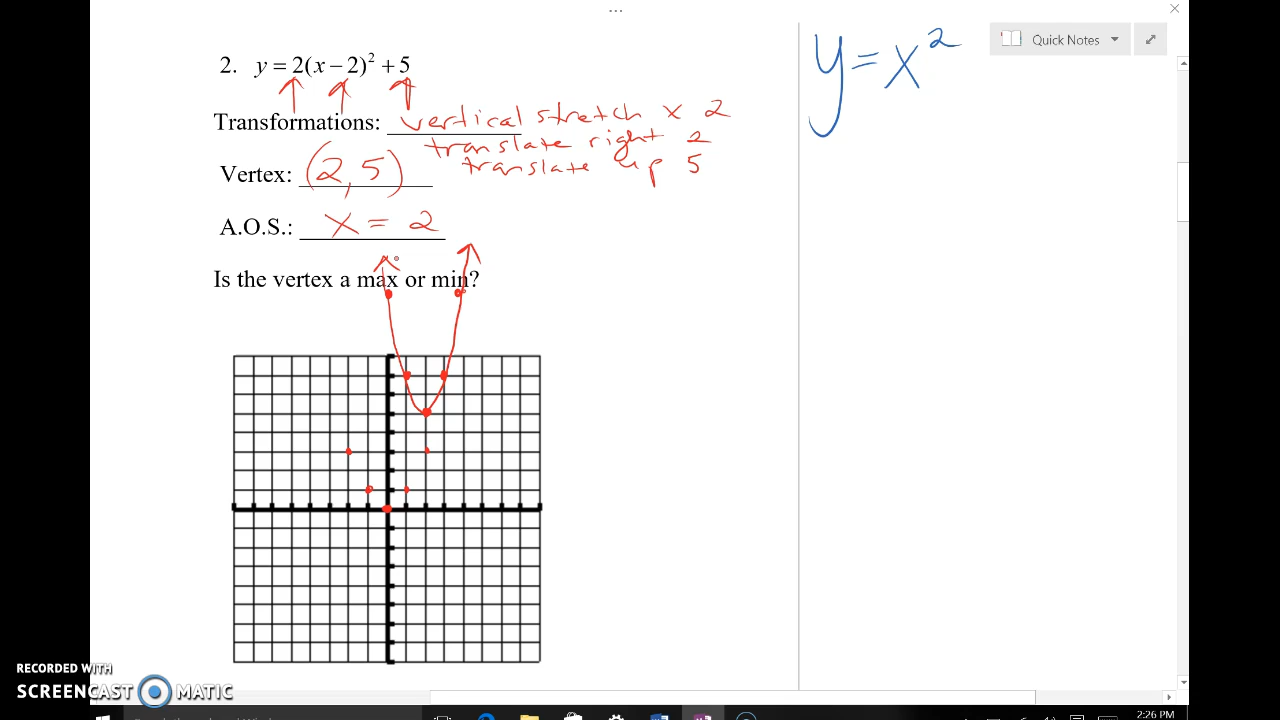 ...
Quick Notes
y = x²
2. y = 2(x − 2)² + 5
Transformations: vertical stretch x 2
translate right 2
translate up 5
Vertex: (2, 5)
A.O.S.: x = 2
Is the vertex a max or min?
RECORDED WITH
SCREENCAST MATIC
2:26 PM